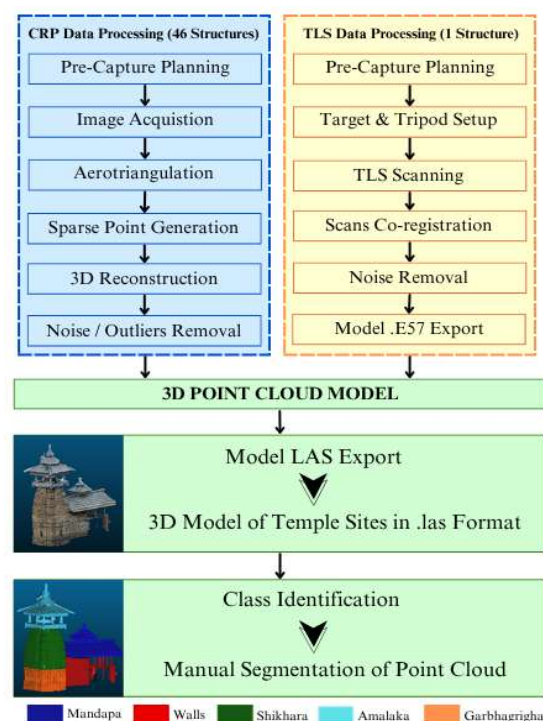 CRP Data Processing (46 Structures)
Pre-Capture Planning
Image Acquistion
Aerotriangulation
Sparse Point Generation
3D Reconstruction
Noise / Outliers Removal
TLS Data Processing (1 Structure)
Pre-Capture Planning
Target & Tripod Setup
TLS Scanning
Scans Co-registration
Noise Removal
Model .E57 Export
3D POINT CLOUD MODEL
Model LAS Export
3D Model of Temple Sites in .las Format
Class Identification
Manual Segmentation of Point Cloud
Mandapa Walls Shikhara Amalaka Garbhagrigha